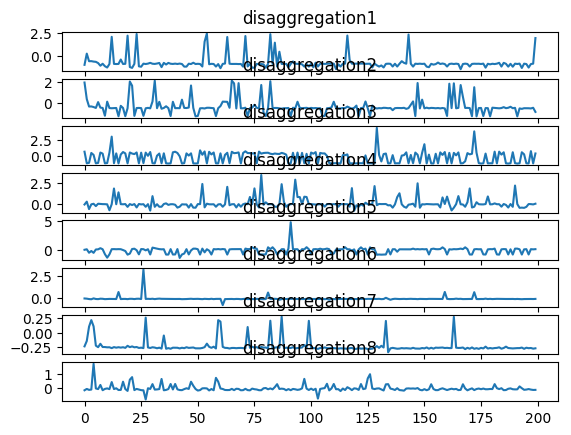 disaggregation1
2.5
0.0
disaggregation2
2
0
disaggregation3
2.5
0.0
disaggregation4
2.5
0.0
disaggregation5
5
0
disaggregation6
2.5
0.0
disaggregation7
0.25
0.00
−0.25
disaggregation8
1
0
0 25 50 75 100 125 150 175 200